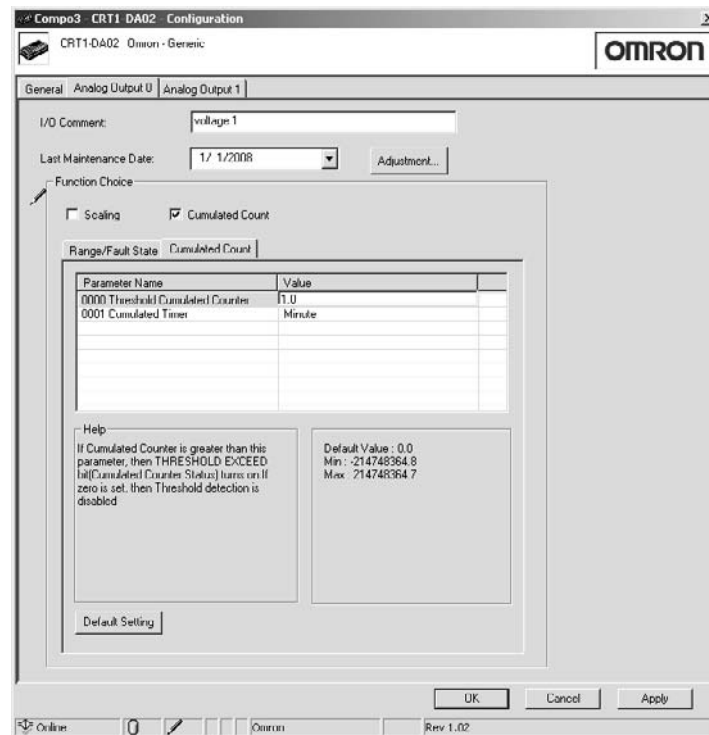 Compo3 - CRT1-DA02 - Configuration
CRT1-DA02 Omron - Generic
OMRON
General
Analog Output 0
Analog Output 1
I/O Comment:
voltage 1
Last Maintenance Date:
1/ 1/2008
Adjustment...
Function Choice
Scaling
Cumulated Count
Range/Fault State
Cumulated Count
Parameter Name Value
0000 Threshold Cumulated Counter 1.0
0001 Cumulated Timer Minute
Help
If Cumulated Counter is greater than this
parameter, then THRESHOLD EXCEED
bit(Cumulated Counter Status) turns on.If
zero is set, then Threshold detection is
disabled
Default Value : 0.0
Min : -214748364.8
Max : 214748364.7
Default Setting
OK
Cancel
Apply
Online
Omron
Rev 1.02